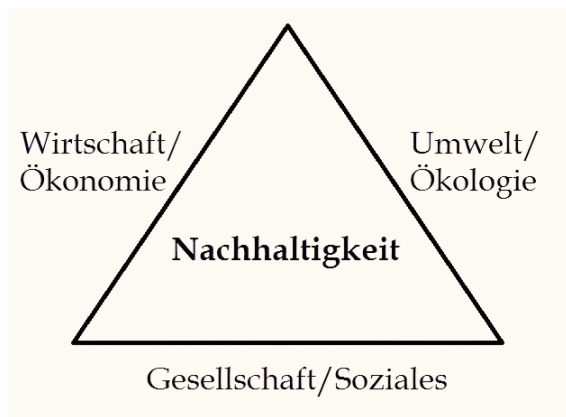 Wirtschaft/
Ökonomie
Umwelt/
Ökologie
Nachhaltigkeit
Gesellschaft/Soziales